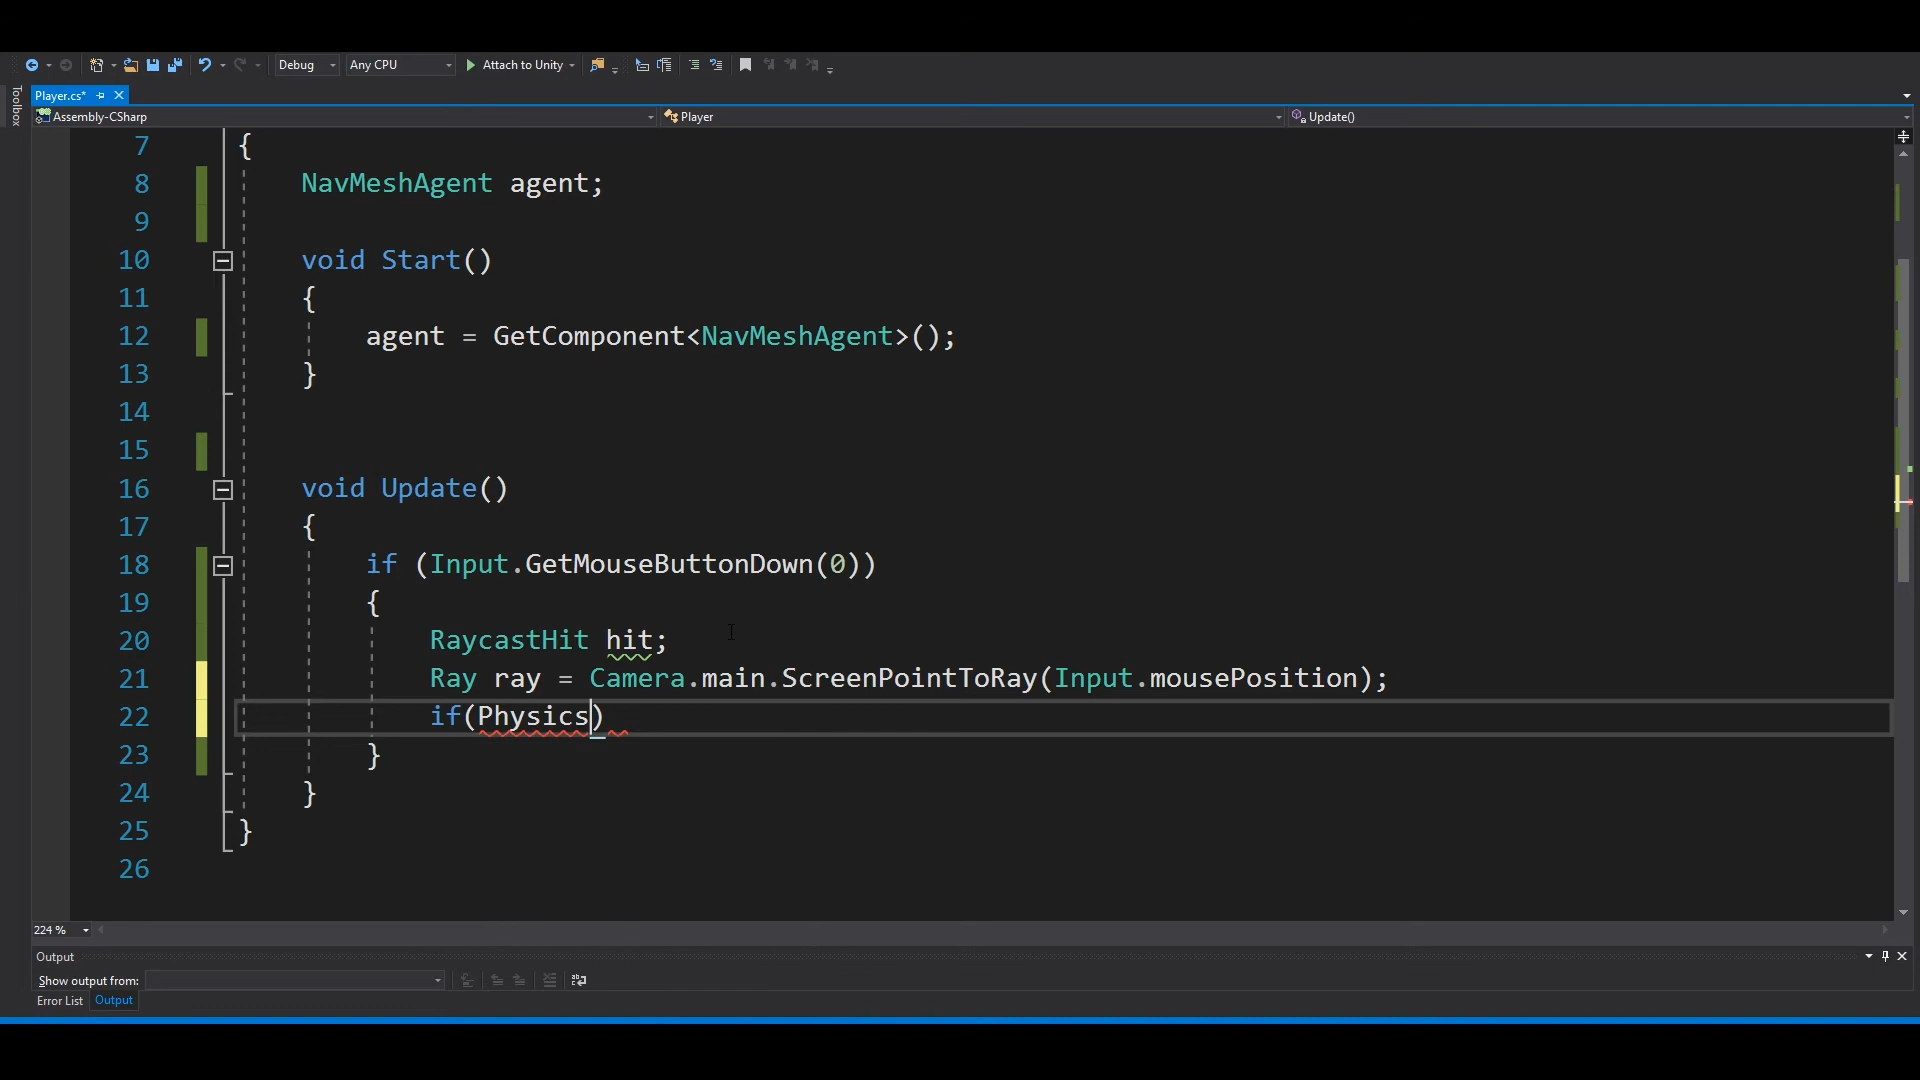 Debug Any CPU Attach to Unity
Toolbox
Player.cs*
Assembly-CSharp Player Update()
7 {
8 NavMeshAgent agent;
9
10 void Start()
11 {
12 agent = GetComponent<NavMeshAgent>();
13 }
14
15
16 void Update()
17 {
18 if (Input.GetMouseButtonDown(0))
19 {
20 RaycastHit hit;
21 Ray ray = Camera.main.ScreenPointToRay(Input.mousePosition);
22 if(Physics)
23 }
24 }
25 }
26
224 %
Output
Show output from:
Error List Output